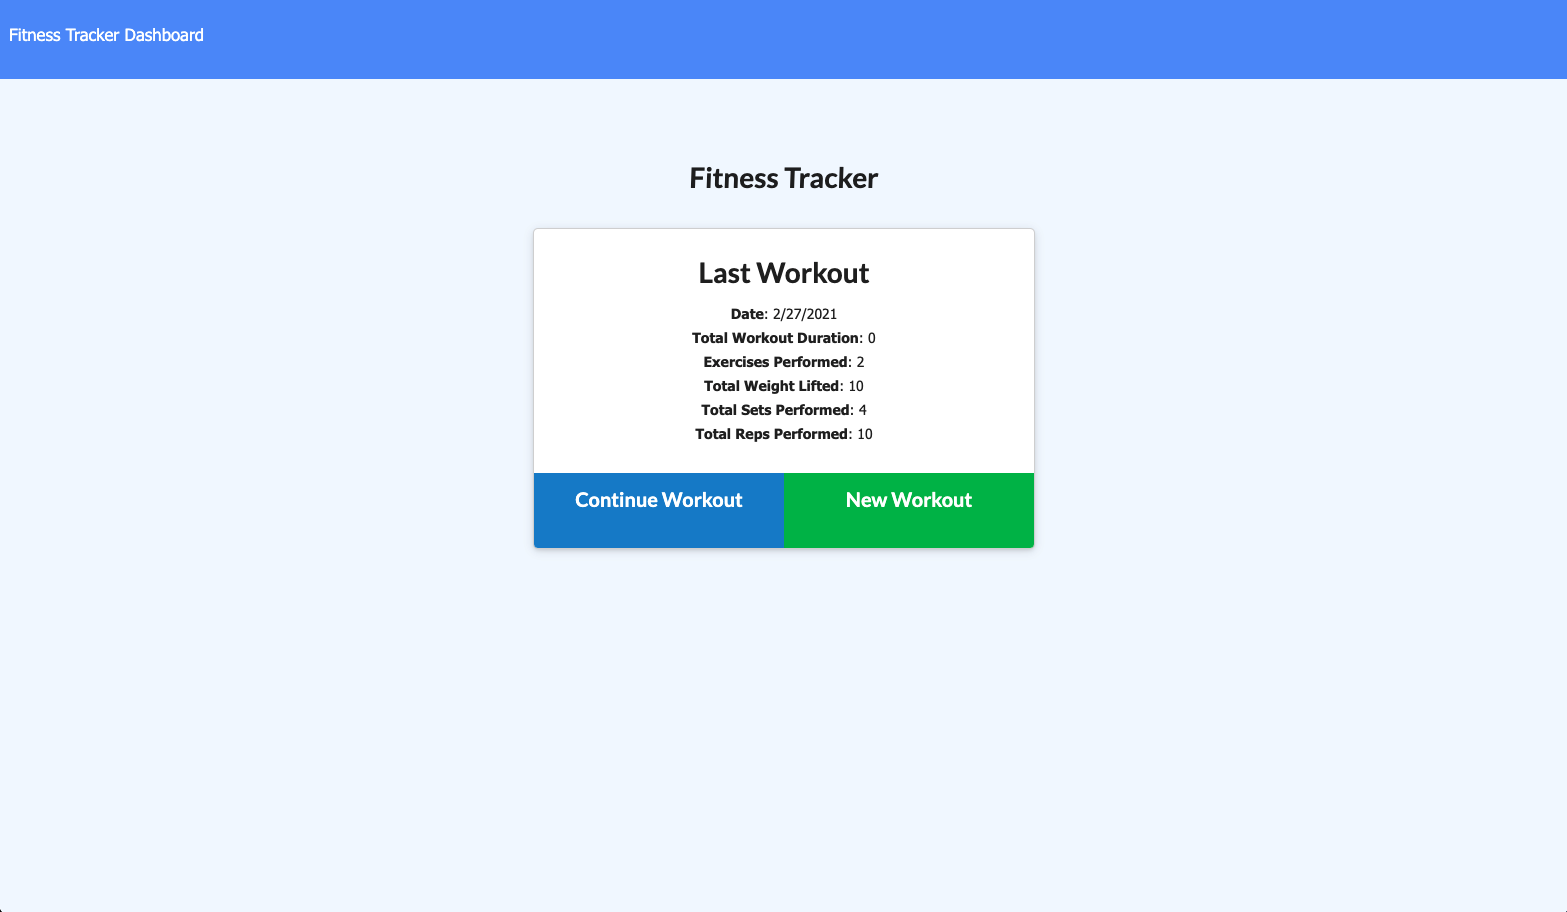 Fitness Tracker Dashboard
Fitness Tracker
Last Workout
Date: 2/27/2021
Total Workout Duration: 0
Exercises Performed: 2
Total Weight Lifted: 10
Total Sets Performed: 4
Total Reps Performed: 10
Continue Workout
New Workout